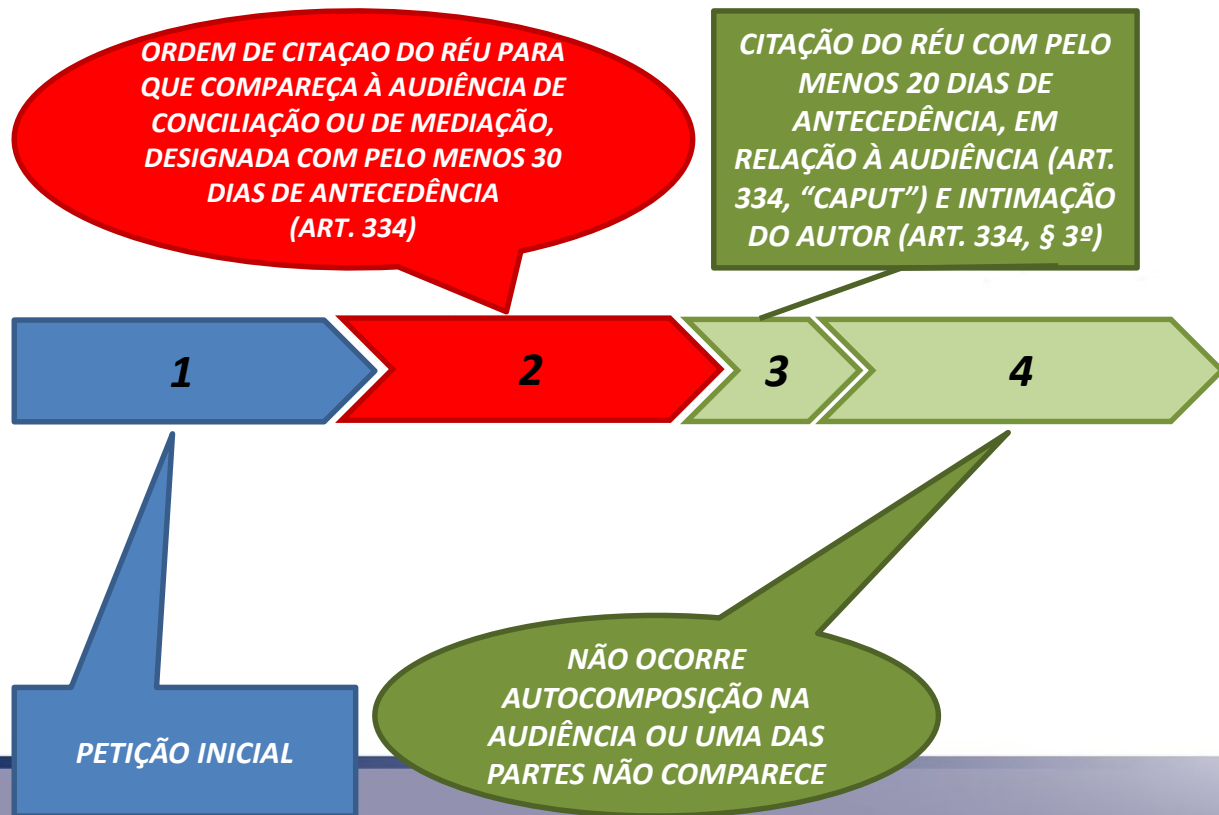 ORDEM DE CITAÇAO DO RÉU PARA
QUE COMPAREÇA À AUDIÊNCIA DE
CONCILIAÇÃO OU DE MEDIAÇÃO,
DESIGNADA COM PELO MENOS 30
DIAS DE ANTECEDÊNCIA
(ART. 334)
CITAÇÃO DO RÉU COM PELO
MENOS 20 DIAS DE
ANTECEDÊNCIA, EM
RELAÇÃO À AUDIÊNCIA (ART.
334, “CAPUT”) E INTIMAÇÃO
DO AUTOR (ART. 334, § 3º)
1
2
3
4
PETIÇÃO INICIAL
NÃO OCORRE
AUTOCOMPOSIÇÃO NA
AUDIÊNCIA OU UMA DAS
PARTES NÃO COMPARECE